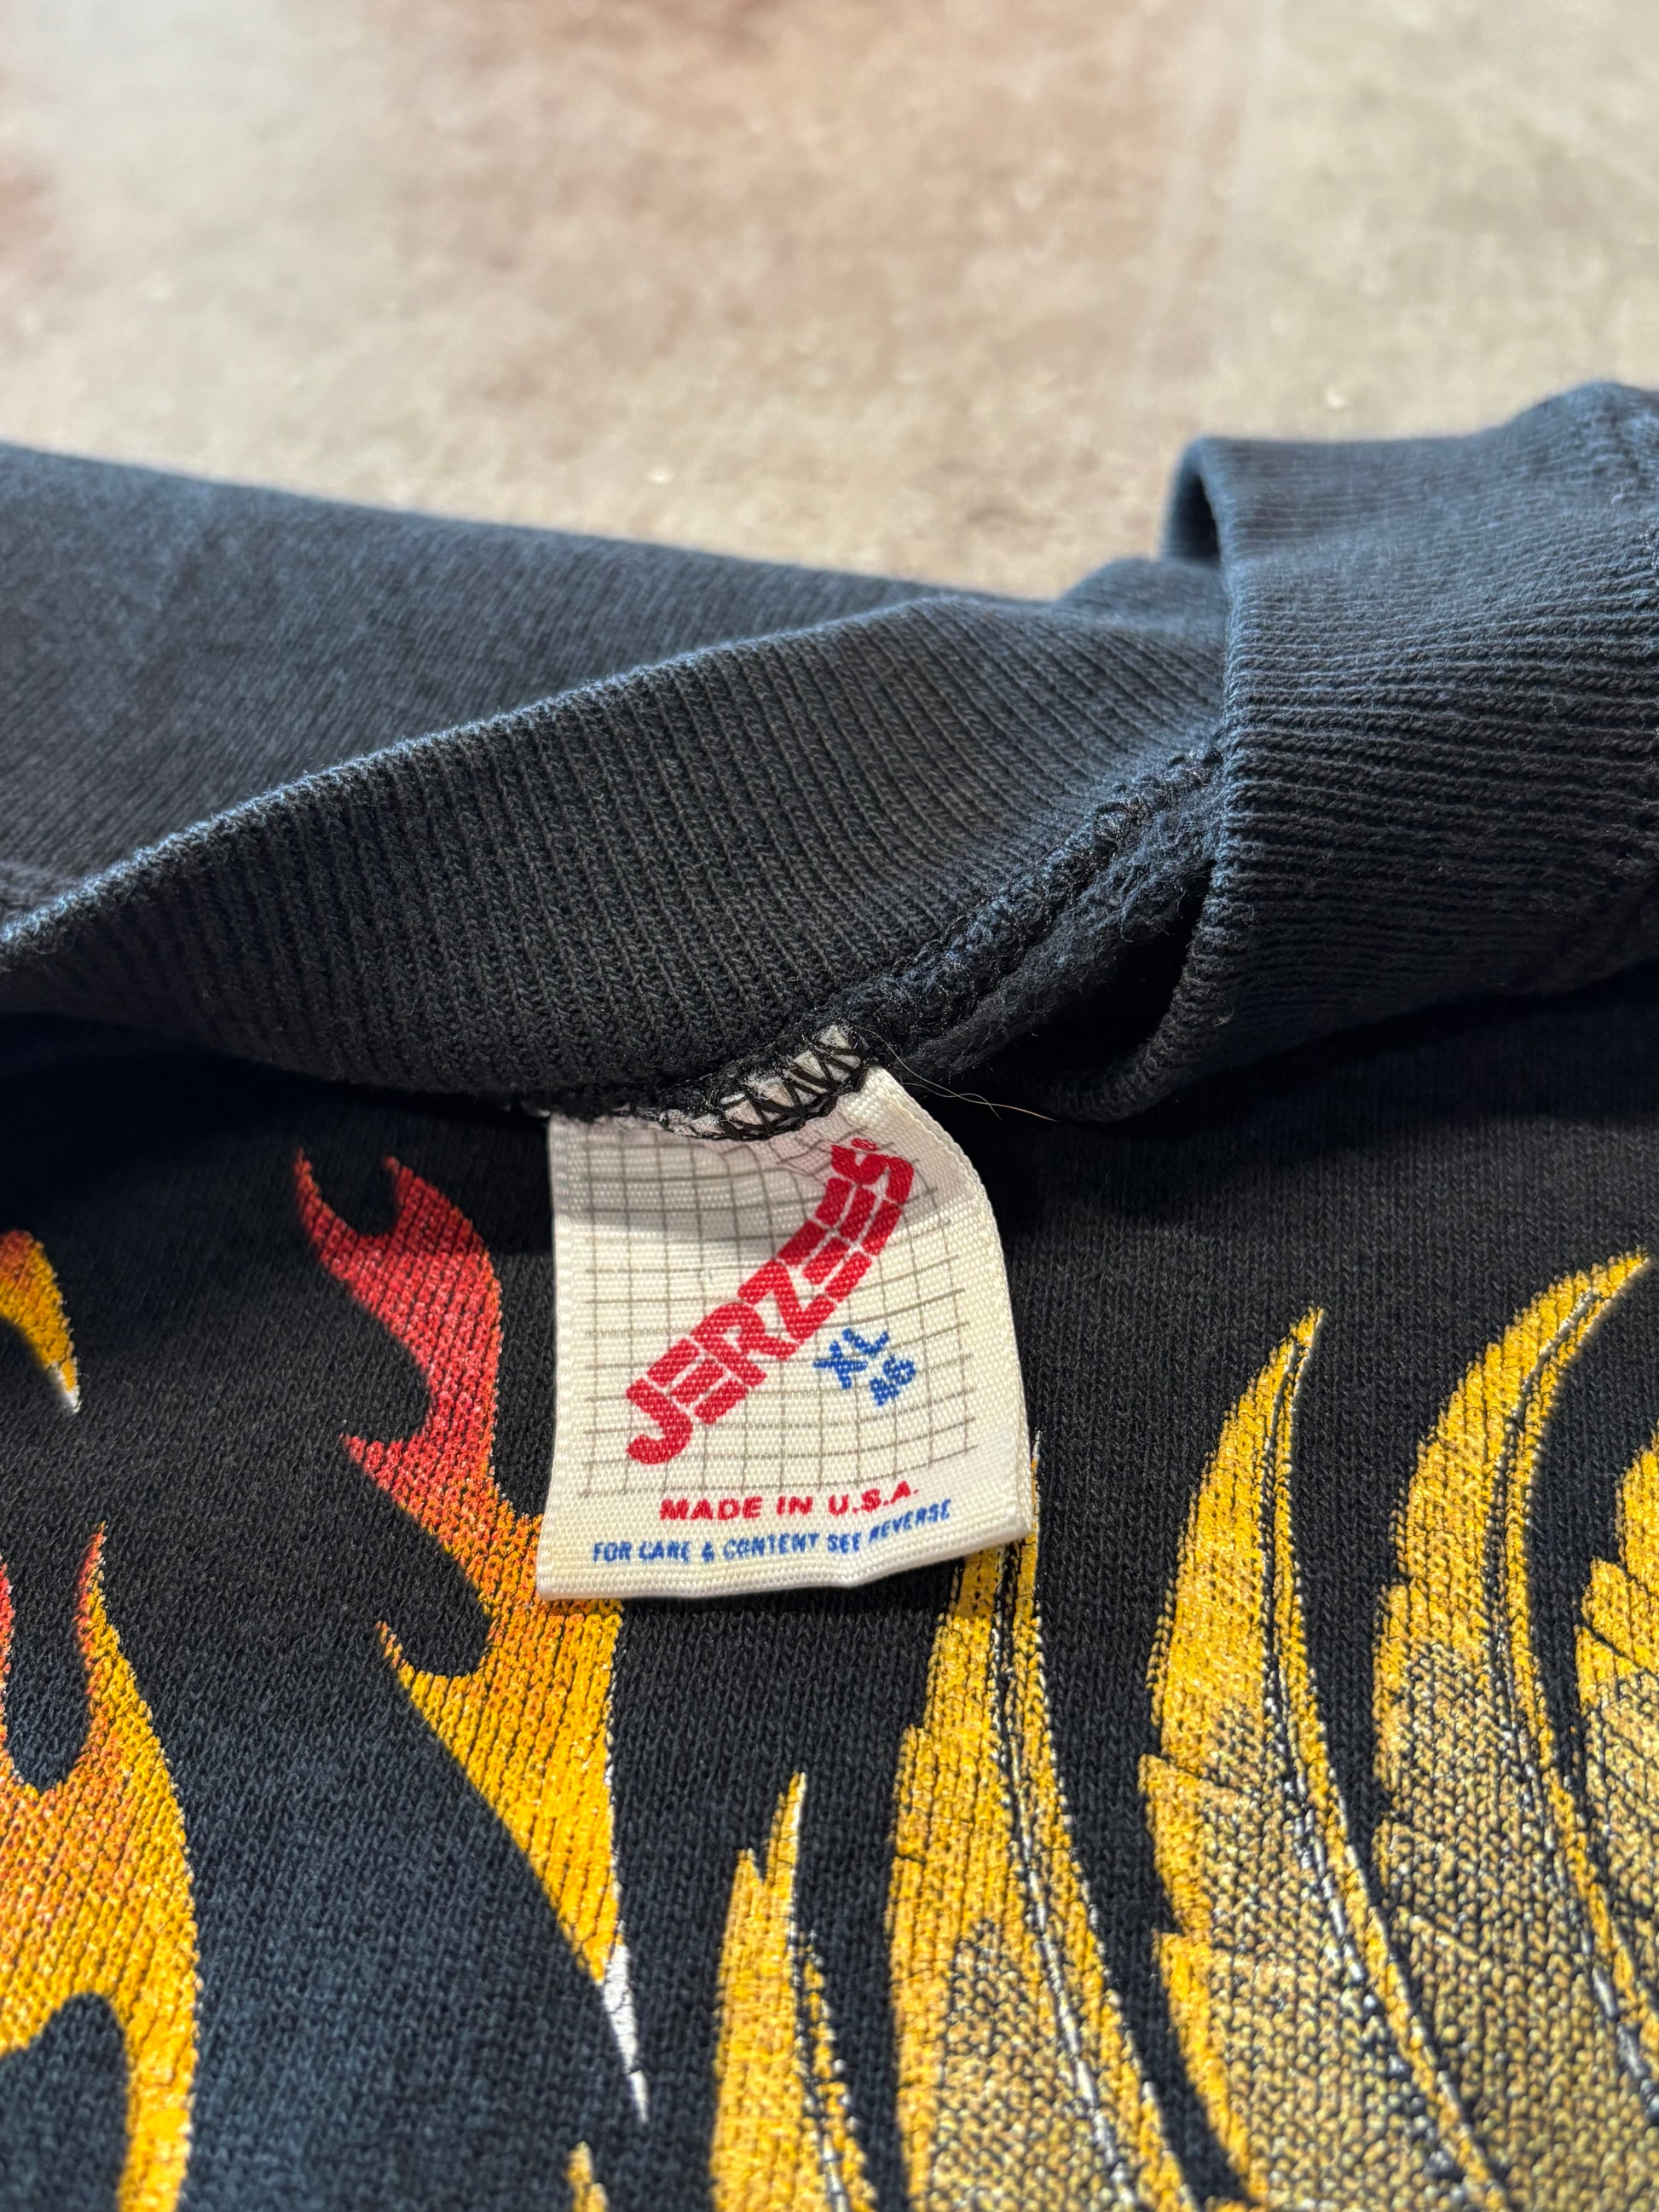 JERZEES®
XL
46
MADE IN U.S.A.
FOR CARE & CONTENT SEE REVERSE